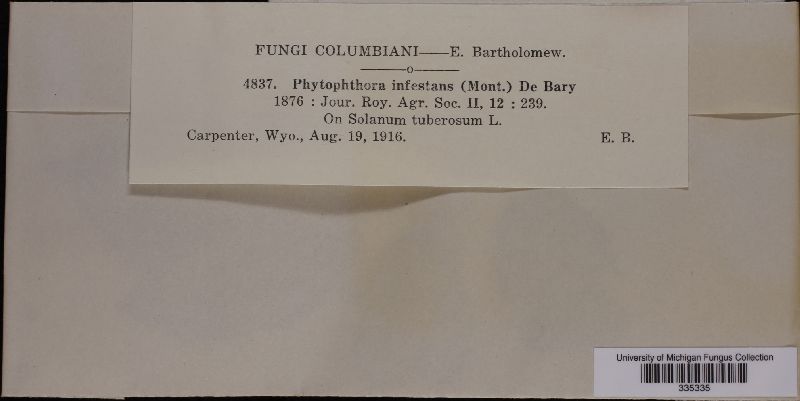 FUNGI COLUMBIANI——E. Bartholomew.
o
4837. Phytophthora infestans (Mont.) De Bary
1876 : Jour. Roy. Agr. Soc. II, 12 : 239.
On Solanum tuberosum L.
Carpenter, Wyo., Aug. 19, 1916. E. B.
University of Michigan Fungus Collection
335335